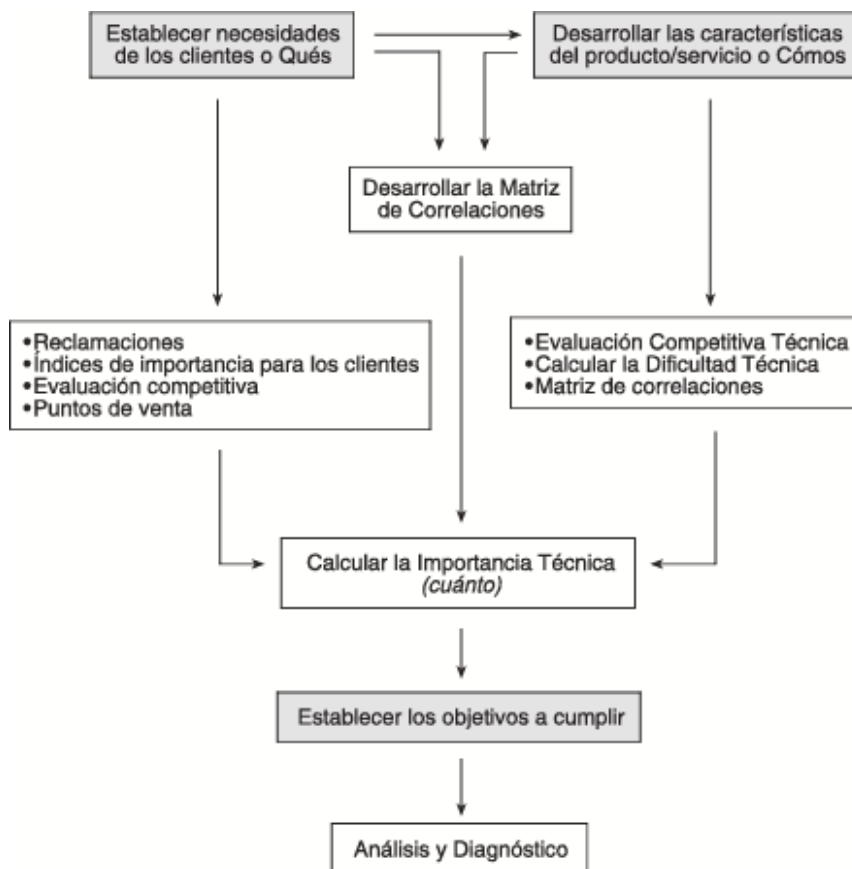 Establecer necesidades
de los clientes o Qués
Desarrollar las características
del producto/servicio o Cómos
Desarrollar la Matriz
de Correlaciones
•Reclamaciones
•Índices de importancia para los clientes
•Evaluación competitiva
•Puntos de venta
•Evaluación Competitiva Técnica
•Calcular la Dificultad Técnica
•Matriz de correlaciones
Calcular la Importancia Técnica
(cuánto)
Establecer los objetivos a cumplir
Análisis y Diagnóstico